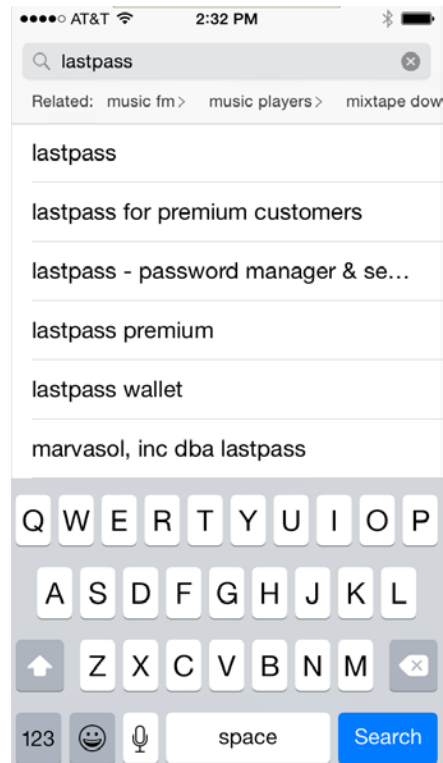 AT&T 2:32 PM
lastpass
Related: music fm > music players > mixtape dow
lastpass
lastpass for premium customers
lastpass - password manager & se...
lastpass premium
lastpass wallet
marvasol, inc dba lastpass
Q W E R T Y U I O P
A S D F G H J K L
Z X C V B N M
123 space Search